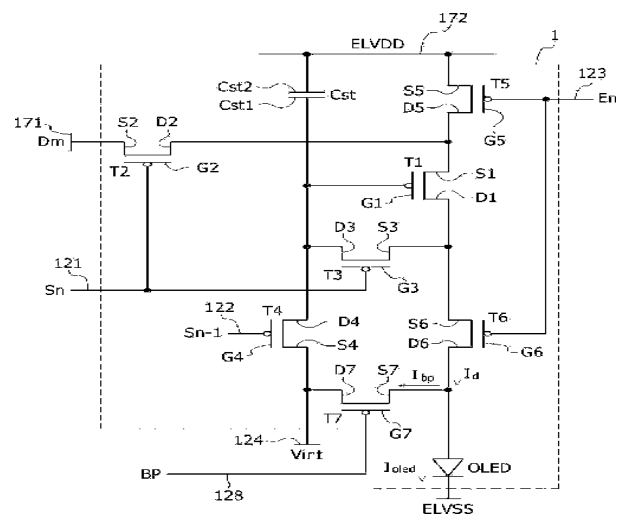 172
ELVDD
1
Cst2
Cst1
Cst
S5
D5
T5
G5
123
En
171
Dm
S2
D2
T2
G2
T1
S1
G1
D1
D3
S3
T3
G3
121
Sn
122
Sn-1
T4
D4
G4
S4
S6
D6
T6
G6
D7
S7
Ibp
Id
T7
G7
124
Vint
BP
128
Ioled
OLED
ELVSS